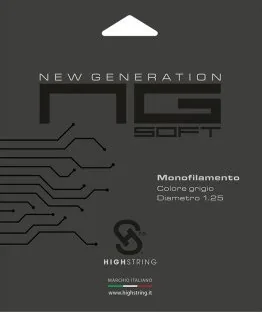 NEW GENERATION
NG
SOFT
Monofilamento
Colore grigio
Diametro 1.25
HIGHSTRING
MARCHIO ITALIANO
www.highstring.it